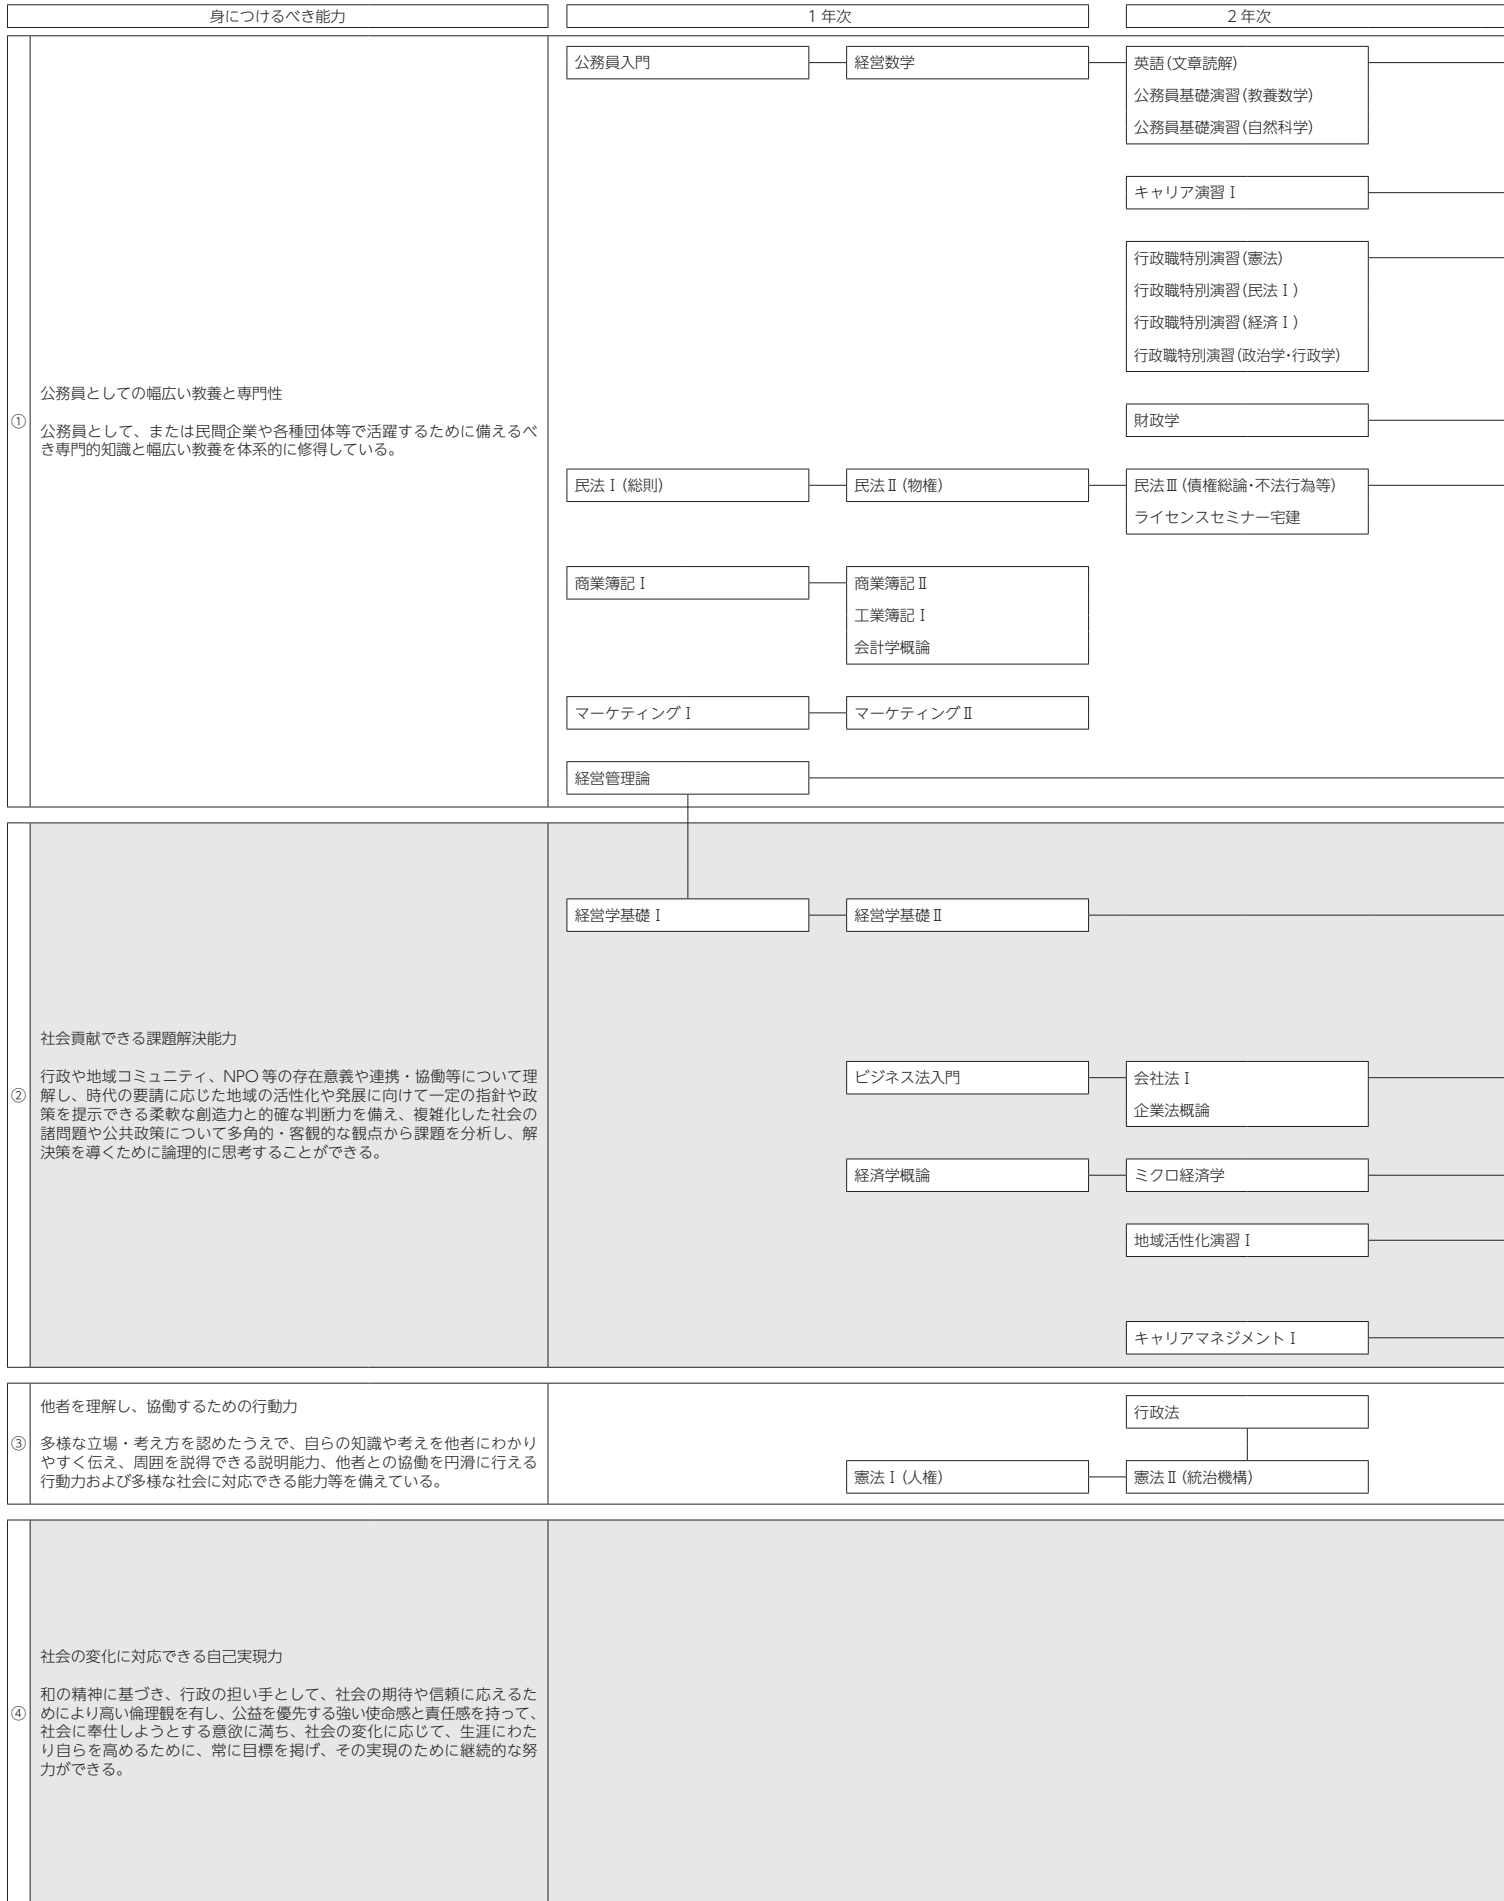 身につけるべき能力
1 年次
2 年次
公務員入門
経営数学
英語(文章読解)
公務員基礎演習(教養数学)
公務員基礎演習(自然科学)
キャリア演習Ⅰ
行政職特別演習(憲法)
行政職特別演習(民法Ⅰ)
行政職特別演習(経済Ⅰ)
行政職特別演習(政治学・行政学)
①
公務員としての幅広い教養と専門性
公務員として、または民間企業や各種団体等で活躍するために備えるべ
き専門的知識と幅広い教養を体系的に修得している。
財政学
民法Ⅰ(総則)
民法Ⅱ(物権)
民法Ⅲ(債権総論・不法行為等)
ライセンスセミナー宅建
商業簿記Ⅰ
商業簿記Ⅱ
工業簿記Ⅰ
会計学概論
マーケティングⅠ
マーケティングⅡ
経営管理論
経営学基礎Ⅰ
経営学基礎Ⅱ
②
社会貢献できる課題解決能力
行政や地域コミュニティ、NPO 等の存在意義や連携・協働等について理
解し、時代の要請に応じた地域の活性化や発展に向けて一定の指針や政
策を提示できる柔軟な創造力と的確な判断力を備え、複雑化した社会の
諸問題や公共政策について多角的・客観的な観点から課題を分析し、解
決策を導くために論理的に思考することができる。
ビジネス法入門
会社法Ⅰ
企業法概論
経済学概論
ミクロ経済学
地域活性化演習Ⅰ
キャリアマネジメントⅠ
③
他者を理解し、協働するための行動力
多様な立場・考え方を認めたうえで、自らの知識や考えを他者にわかり
やすく伝え、周囲を説得できる説明能力、他者との協働を円滑に行える
行動力および多様な社会に対応できる能力等を備えている。
行政法
憲法Ⅰ(人権)
憲法Ⅱ(統治機構)
④
社会の変化に対応できる自己実現力
和の精神に基づき、行政の担い手として、社会の期待や信頼に応えるた
めにより高い倫理観を有し、公益を優先する強い使命感と責任感を持って、
社会に奉仕しようとする意欲に満ち、社会の変化に応じて、生涯にわた
り自らを高めるために、常に目標を掲げ、その実現のために継続的な努
力ができる。